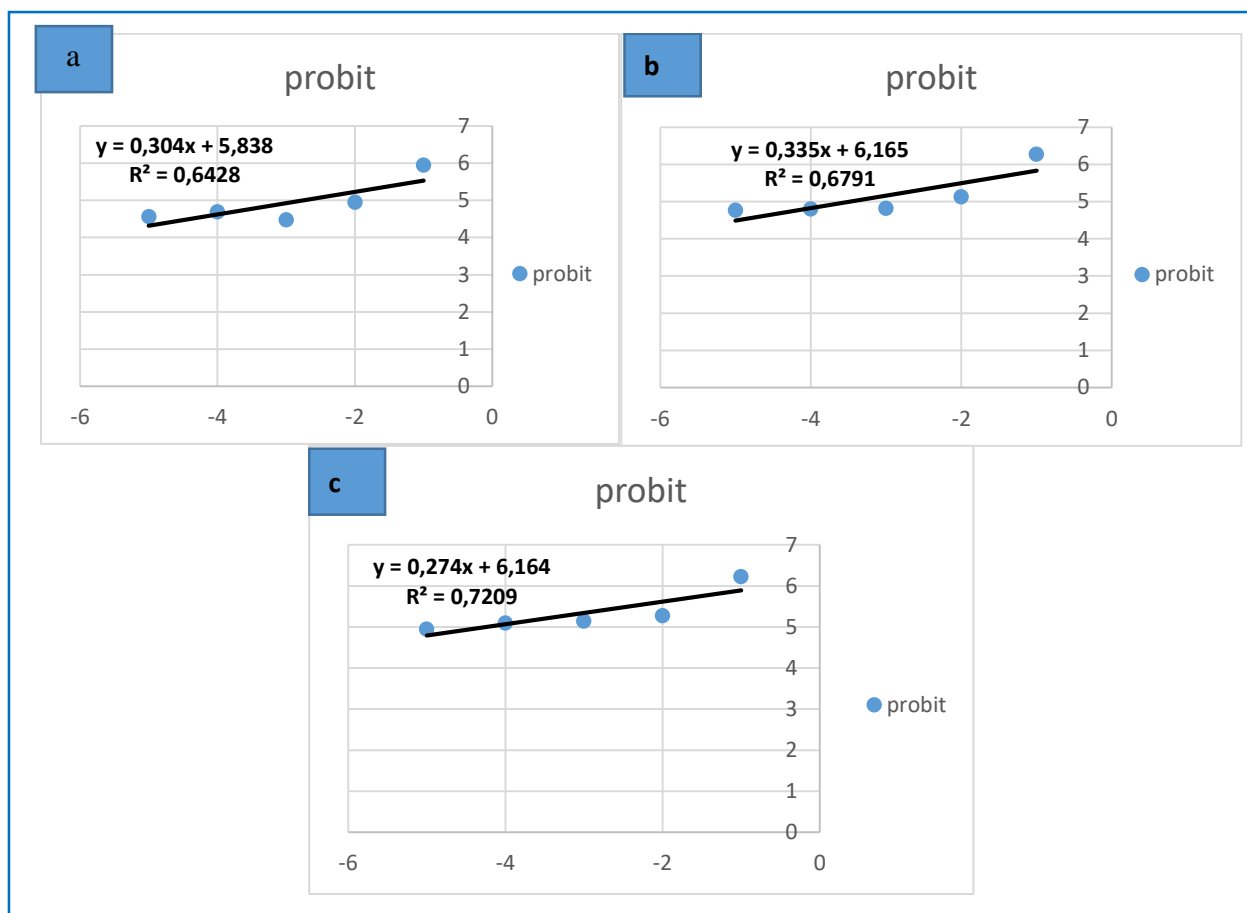 a
probit
y = 0,304x + 5,838
R² = 0,6428
7
6
5
4
3
2
1
0
-6 -4 -2 0
probit
b
probit
y = 0,335x + 6,165
R² = 0,6791
7
6
5
4
3
2
1
0
-6 -4 -2 0
probit
c
probit
y = 0,274x + 6,164
R² = 0,7209
7
6
5
4
3
2
1
0
-6 -4 -2 0
probit